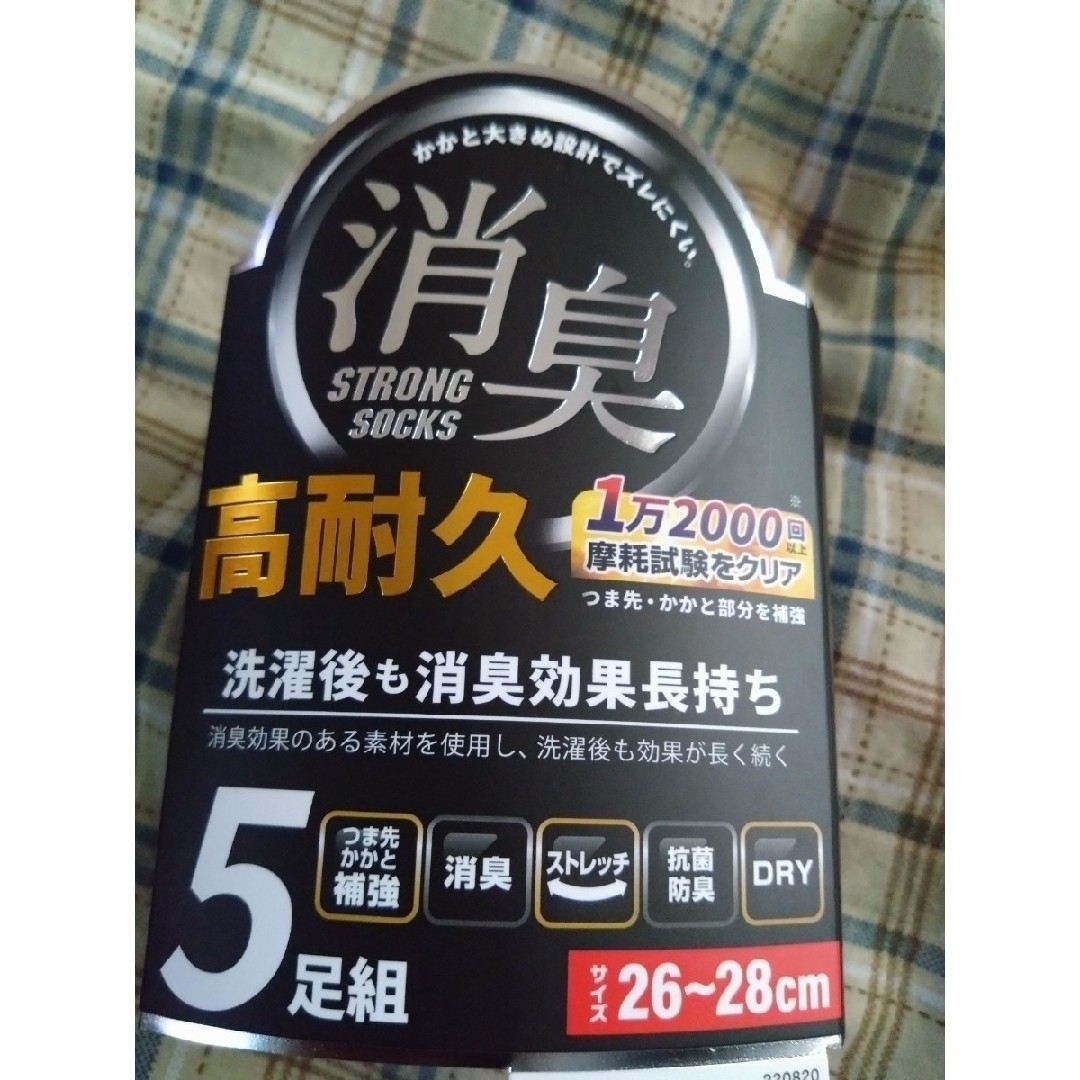 かかと大きめ設計でズレにくい。
消臭
STRONG
SOCKS
高耐久
※
1万2000回以上
摩耗試験をクリア
つま先・かかと部分を補強
洗濯後も消臭効果長持ち
消臭効果のある素材を使用し、洗濯後も効果が長く続く
5足組
つま先
かかと
補強
消臭
ストレッチ
抗菌
防臭
DRY
サイズ 26~28cm
220820